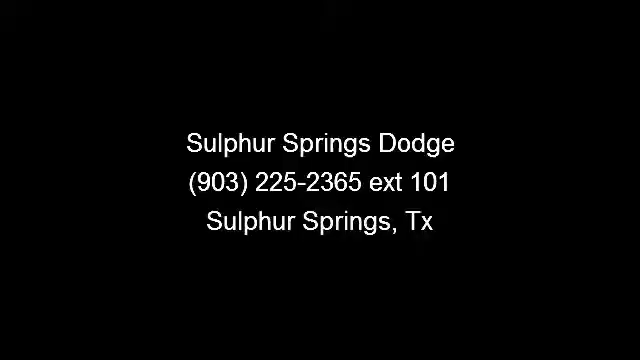 Sulphur Springs Dodge
(903) 225-2365 ext 101
Sulphur Springs, Tx